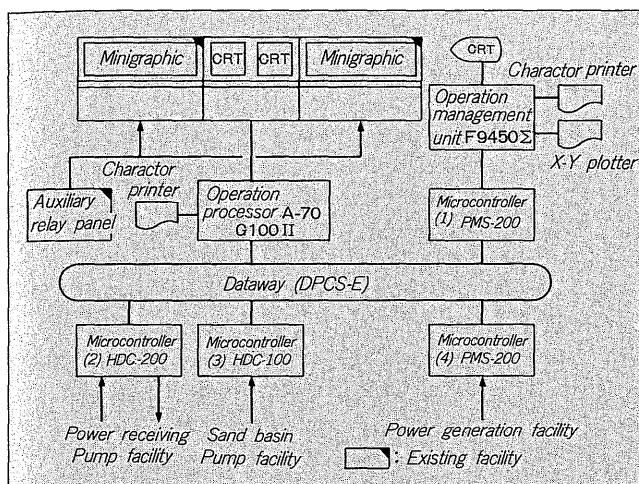 Minigraphic
CRT CRT
Minigraphic
CRT
Charactor printer
Operation
management
unit F9450Σ
X-Y plotter
Charactor
printer
Auxiliary
relay panel
Operation
processor A-70
G100 II
Microcontroller
(1) PMS-200
Dataway (DPCS-E)
Microcontroller
(2) HDC-200
Microcontroller
(3) HDC-100
Microcontroller
(4) PMS-200
Power receiving
Pump facility
Sand basin
Pump facility
Power generation facility
: Existing facility